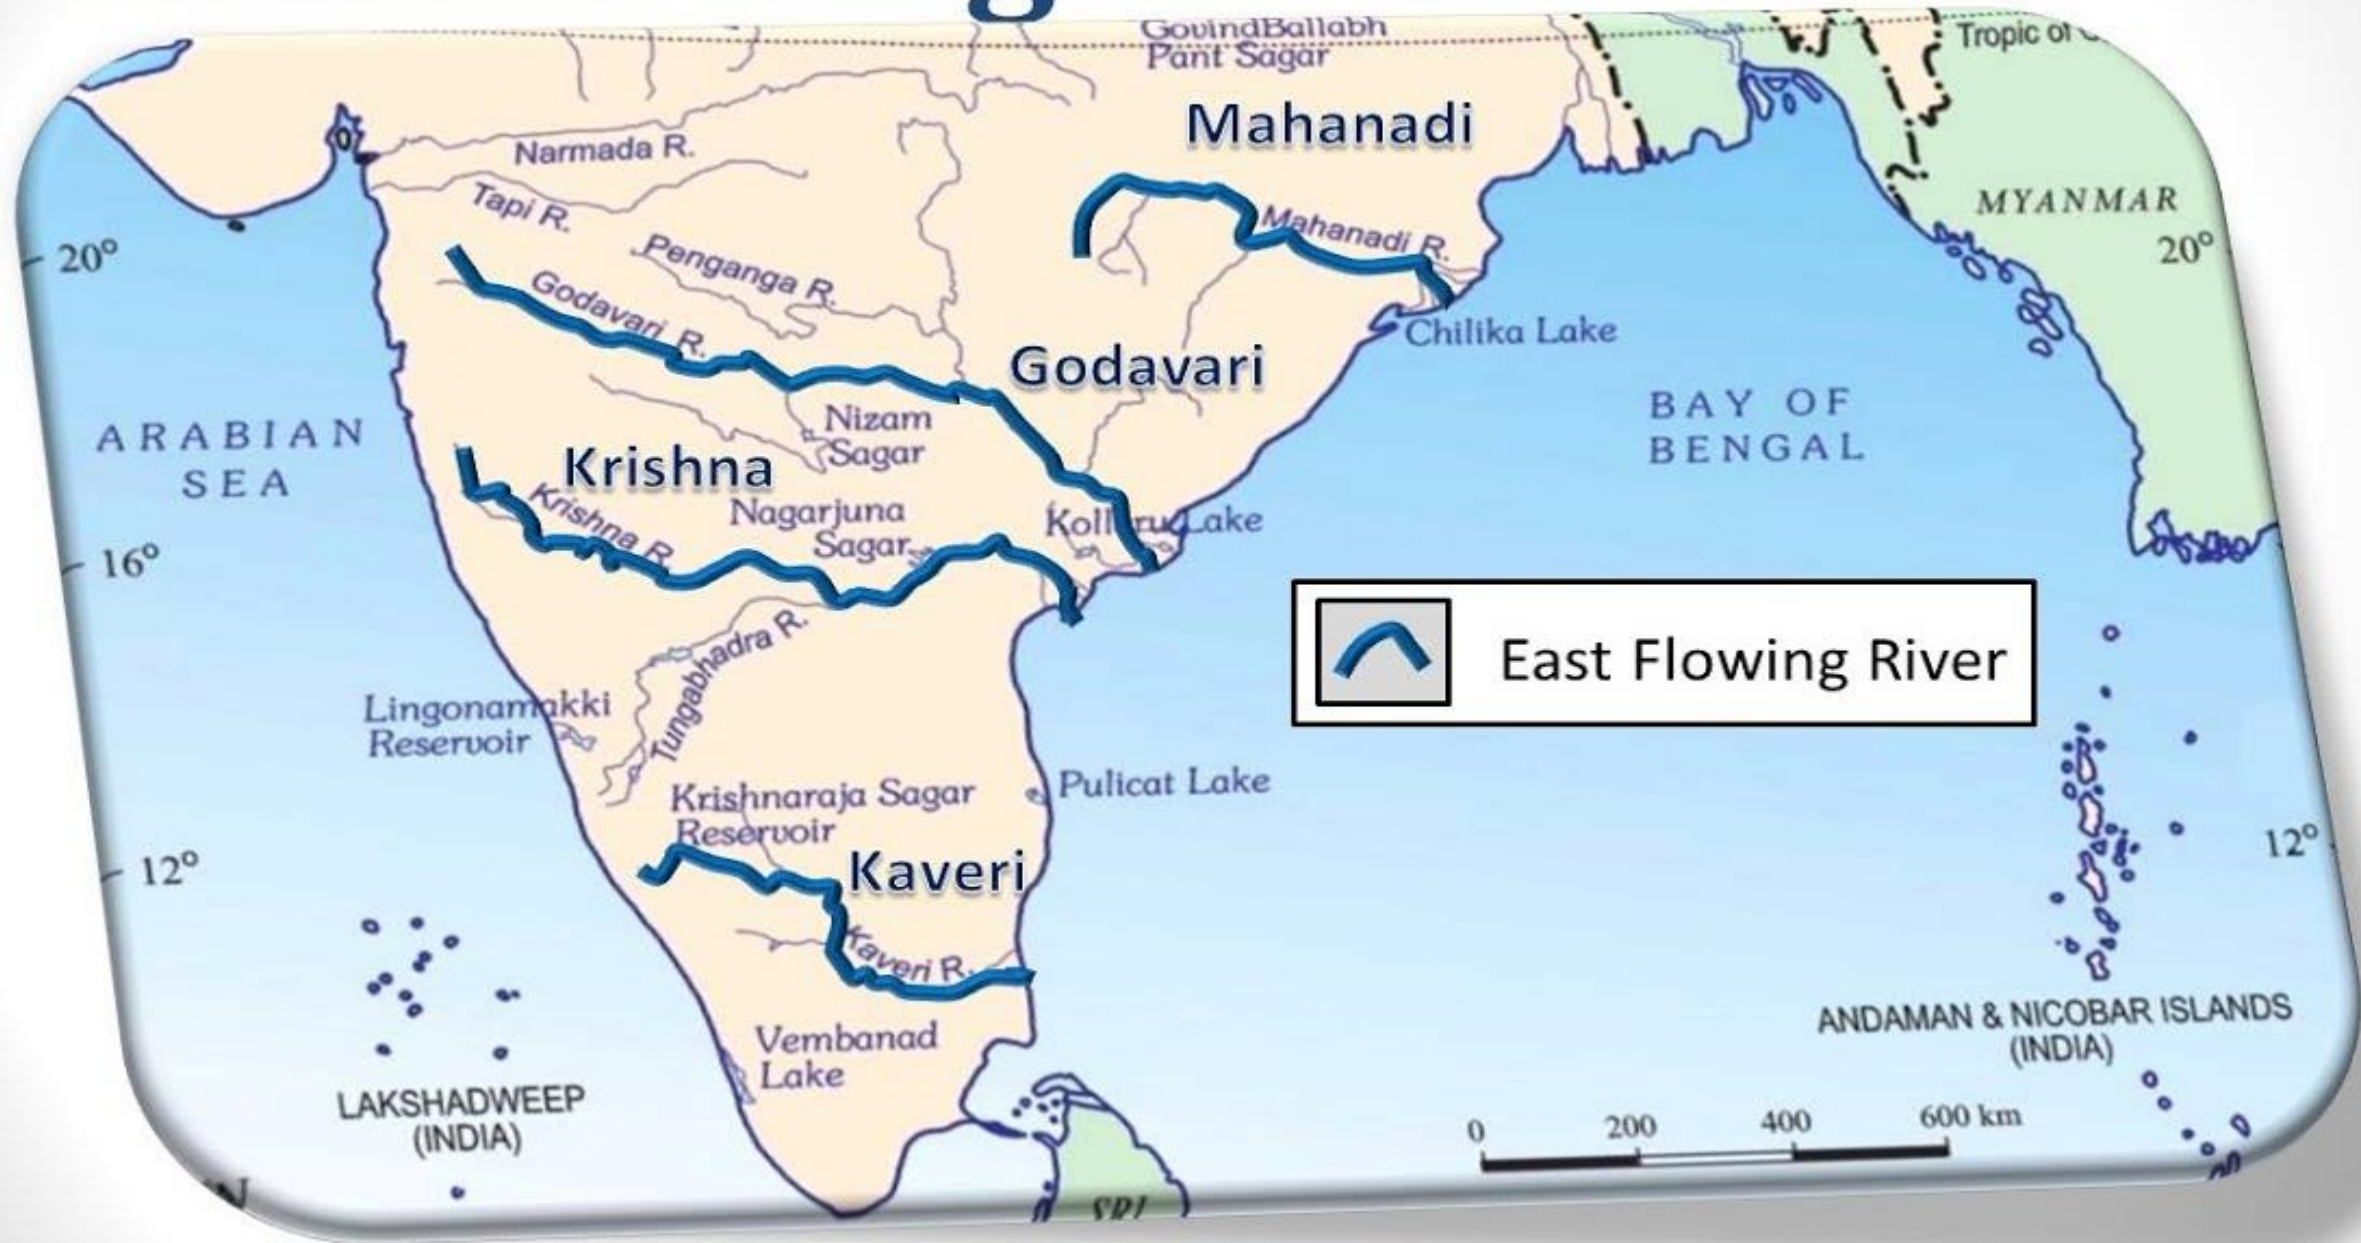 g
GovindBallabh
Pant Sagar
Tropic of
Mahanadi
Narmada R.
Tapi R.
Mahanadi R.
MYANMAR
20°
20°
Penganga R.
Godavari R.
Chilika Lake
Godavari
BAY OF
BENGAL
ARABIAN
SEA
Nizam
Sagar
Krishna
Krishna R.
Nagarjuna
Sagar
Kolleru Lake
16°
East Flowing River
Tungabhadra R.
Lingonamakki
Reservoir
Krishnaraja Sagar
Reservoir
Pulicat Lake
12°
12°
Kaveri
Kaveri R.
ANDAMAN & NICOBAR ISLANDS
(INDIA)
Vembanad
Lake
LAKSHADWEEP
(INDIA)
0 200 400 600 km
SRI